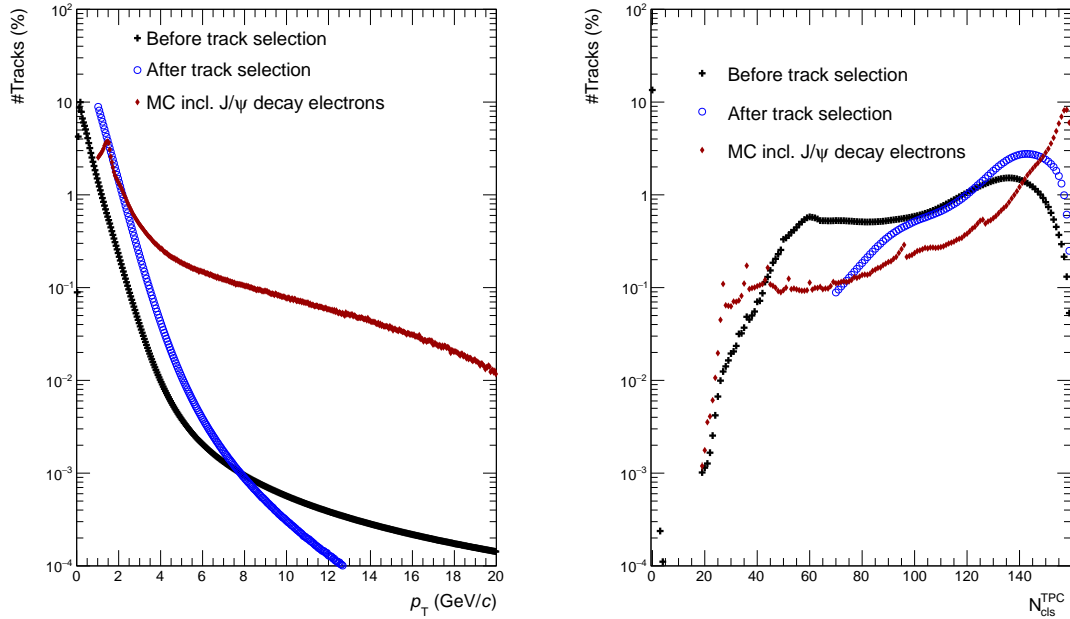 #Tracks (%)
10²
10
1
10⁻¹
10⁻²
10⁻³
10⁻⁴
Before track selection
After track selection
MC incl. J/ψ decay electrons
0 2 4 6 8 10 12 14 16 18 20
p_T (GeV/c)
#Tracks (%)
10²
10
1
10⁻¹
10⁻²
10⁻³
10⁻⁴
Before track selection
After track selection
MC incl. J/ψ decay electrons
0 20 40 60 80 100 120 140
N_cls^TPC